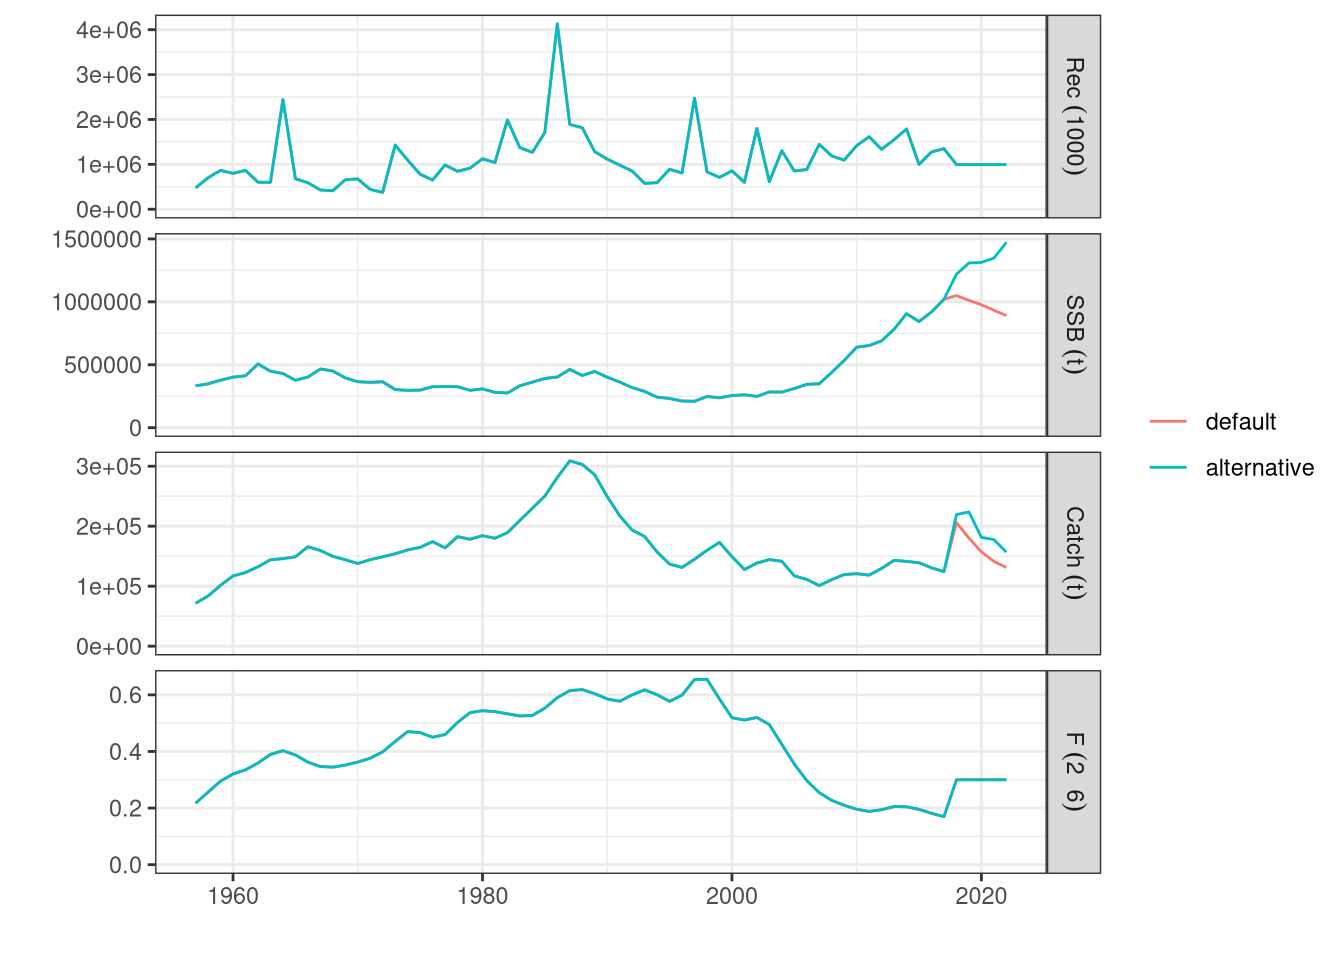 4e+06
3e+06
2e+06
1e+06
0e+00
Rec (1000)
1500000
1000000
500000
0
SSB (t)
3e+05
2e+05
1e+05
0e+00
Catch (t)
0.6
0.4
0.2
0.0
F (2 6)
1960
1980
2000
2020
default
alternative